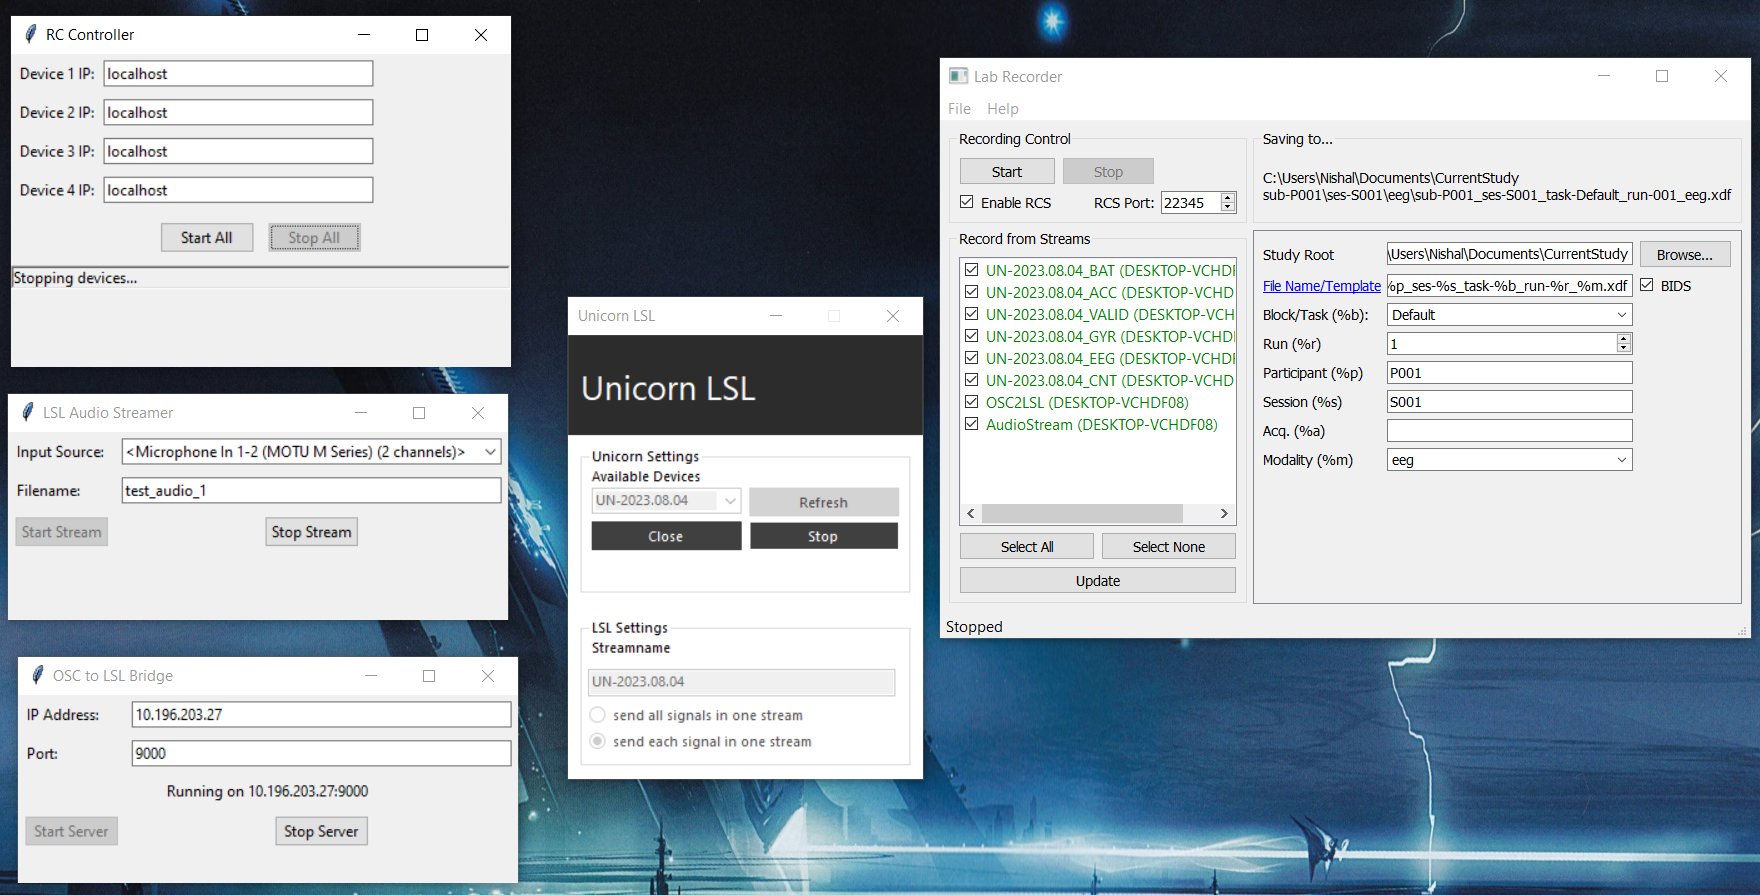 RC Controller
Device 1 IP: localhost
Device 2 IP: localhost
Device 3 IP: localhost
Device 4 IP: localhost
Start All Stop All
Stopping devices...
LSL Audio Streamer
Input Source: <Microphone In 1-2 (MOTU M Series) (2 channels)>
Filename: test_audio_1
Start Stream Stop Stream
OSC to LSL Bridge
IP Address: 10.196.203.27
Port: 9000
Running on 10.196.203.27:9000
Start Server Stop Server
Unicorn LSL
Unicorn LSL
Unicorn Settings
Available Devices
UN-2023.08.04 Refresh
Close Stop
LSL Settings
Streamname
UN-2023.08.04
send all signals in one stream
send each signal in one stream
Lab Recorder
File Help
Recording Control
Start Stop
Enable RCS RCS Port: 22345
Record from Streams
UN-2023.08.04_BAT (DESKTOP-VCHDF
UN-2023.08.04_ACC (DESKTOP-VCHD
UN-2023.08.04_VALID (DESKTOP-VCH
UN-2023.08.04_GYR (DESKTOP-VCHD
UN-2023.08.04_EEG (DESKTOP-VCHDF
UN-2023.08.04_CNT (DESKTOP-VCHD
OSC2LSL (DESKTOP-VCHDF08)
AudioStream (DESKTOP-VCHDF08)
Select All Select None
Update
Stopped
Saving to...
C:\Users\Nishal\Documents\CurrentStudy
sub-P001\ses-S001\eeg\sub-P001_ses-S001_task-Default_run-001_eeg.xdf
Study Root \Users\Nishal\Documents\CurrentStudy Browse...
File Name/Template %p_ses-%s_task-%b_run-%r_%m.xdf BIDS
Block/Task (%b): Default
Run (%r) 1
Participant (%p) P001
Session (%s) S001
Acq. (%a)
Modality (%m) eeg